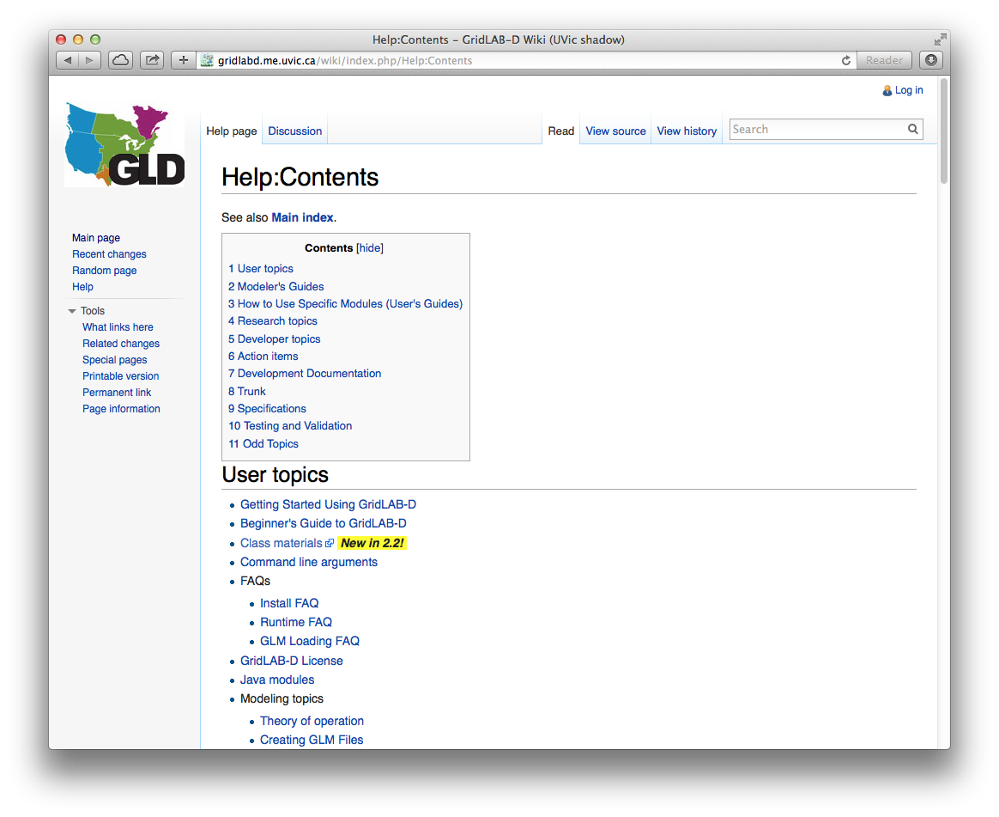 Help:Contents – GridLAB-D Wiki (UVic shadow)
gridlabd.me.uvic.ca/wiki/index.php/Help:Contents
Reader
Log in
GLD
Help page
Discussion
Read
View source
View history
Search
Main page
Recent changes
Random page
Help
Tools
What links here
Related changes
Special pages
Printable version
Permanent link
Page information
Help:Contents
See also Main index.
Contents [hide]
1 User topics
2 Modeler's Guides
3 How to Use Specific Modules (User's Guides)
4 Research topics
5 Developer topics
6 Action items
7 Development Documentation
8 Trunk
9 Specifications
10 Testing and Validation
11 Odd Topics
User topics
Getting Started Using GridLAB-D
Beginner's Guide to GridLAB-D
Class materials New in 2.2!
Command line arguments
FAQs
Install FAQ
Runtime FAQ
GLM Loading FAQ
GridLAB-D License
Java modules
Modeling topics
Theory of operation
Creating GLM Files